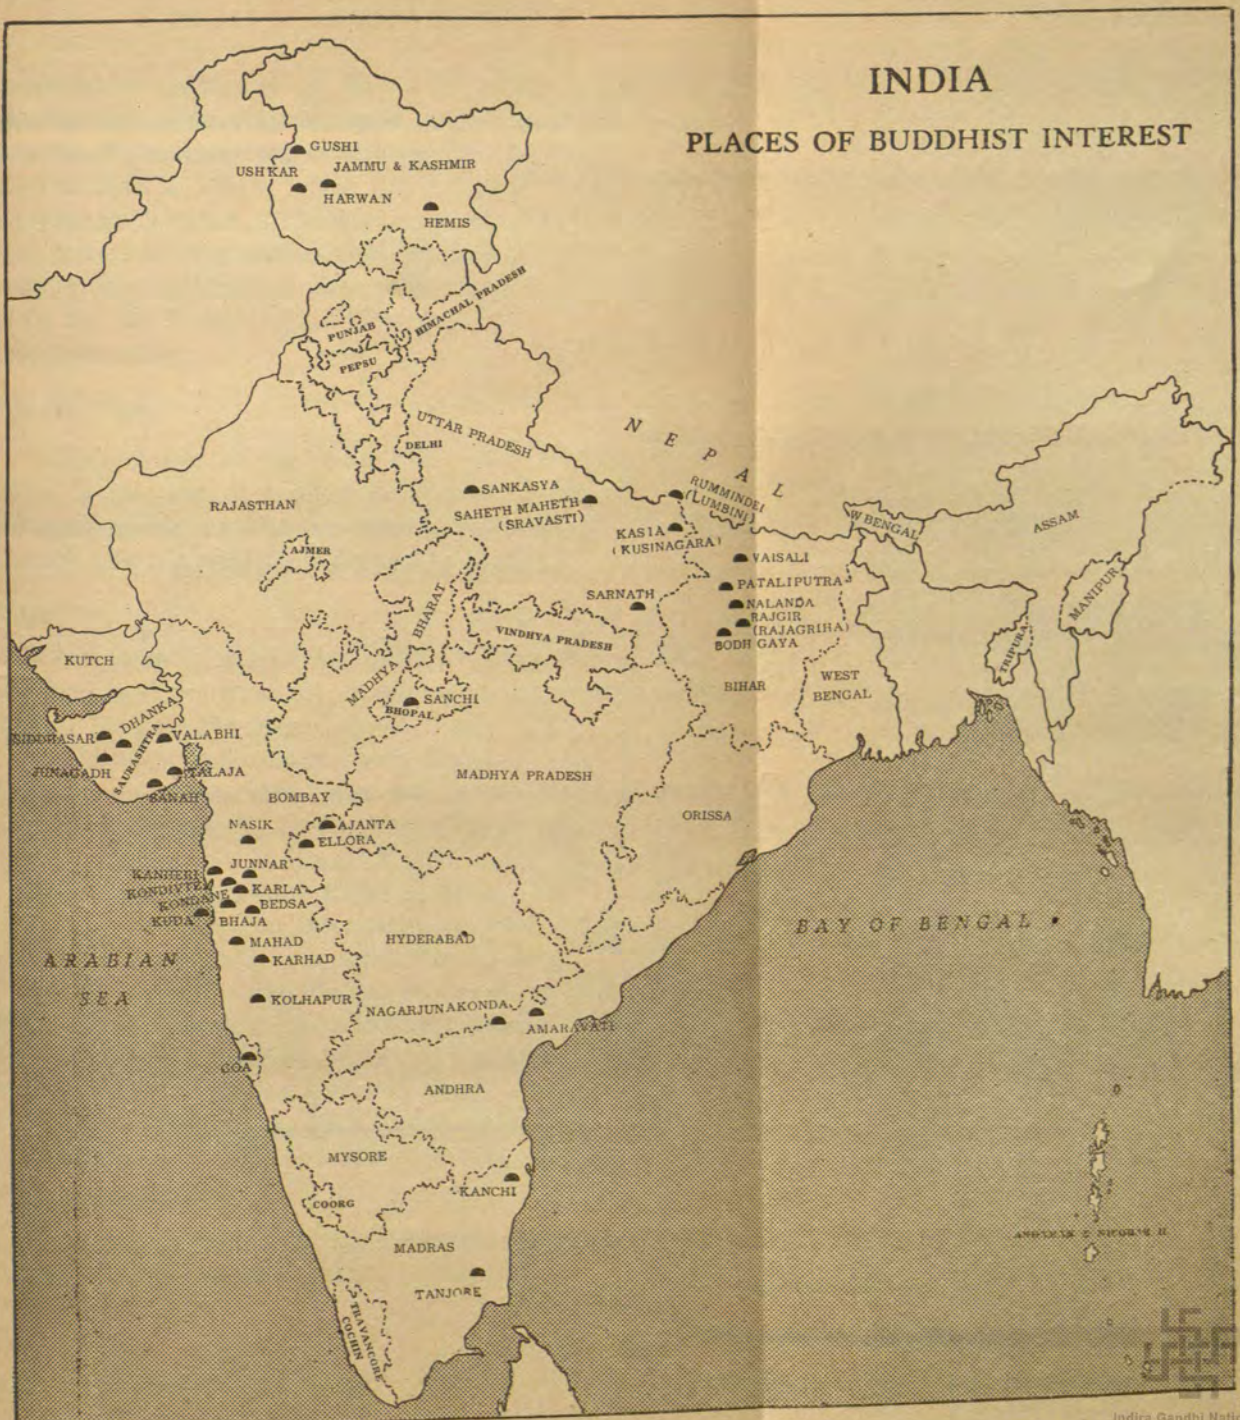 INDIA
PLACES OF BUDDHIST INTEREST
GUSHI
USHKAR
JAMMU & KASHMIR
HARWAN
HEMIS
HIMACHAL PRADESH
PUNJAB
PEPSU
NEPAL
UTTAR PRADESH
DELHI
RAJASTHAN
SANKASYA
SAHETH MAHETH
(SRAVASTI)
RUMMINDEI
(LUMBINI)
W BENGAL
ASSAM
KASIA
(KUSINAGARA)
AJMER
VAISALI
PATALIPUTRA
MANIPUR
SARNATH
NALANDA
RAJGIR
(RAJAGRIHA)
BODH GAYA
MADHYA BHARAT
VINDHYA PRADESH
TRIPURA
KUTCH
BIHAR
WEST
BENGAL
SANCHI
BHOPAL
DHANKA
SIDDHASAR
SAURASHTRA
VALABHI
JUNAGADH
TALAJA
SANAH
MADHYA PRADESH
BOMBAY
ORISSA
NASIK
AJANTA
ELLORA
JUNNAR
KANHERI
KONDIVTEE
KARLA
KONDANE
BEDSA
KUDA
BHAJA
BAY OF BENGAL
MAHAD
HYDERABAD
KARHAD
ARABIAN
SEA
KOLHAPUR
NAGARJUNAKONDA
AMARAVATI
GOA
ANDHRA
MYSORE
KANCHI
COORG
MADRAS
TANJORE
TRAVANCORE
COCHIN